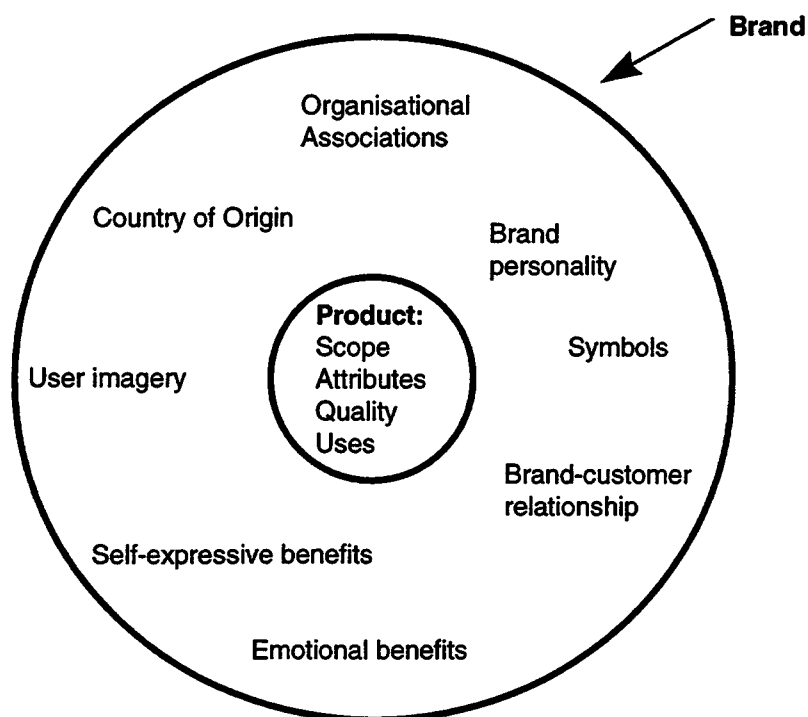 Brand
Organisational
Associations
Country of Origin
Brand
personality
Product:
Scope
Attributes
Quality
Uses
Symbols
User imagery
Brand-customer
relationship
Self-expressive benefits
Emotional benefits